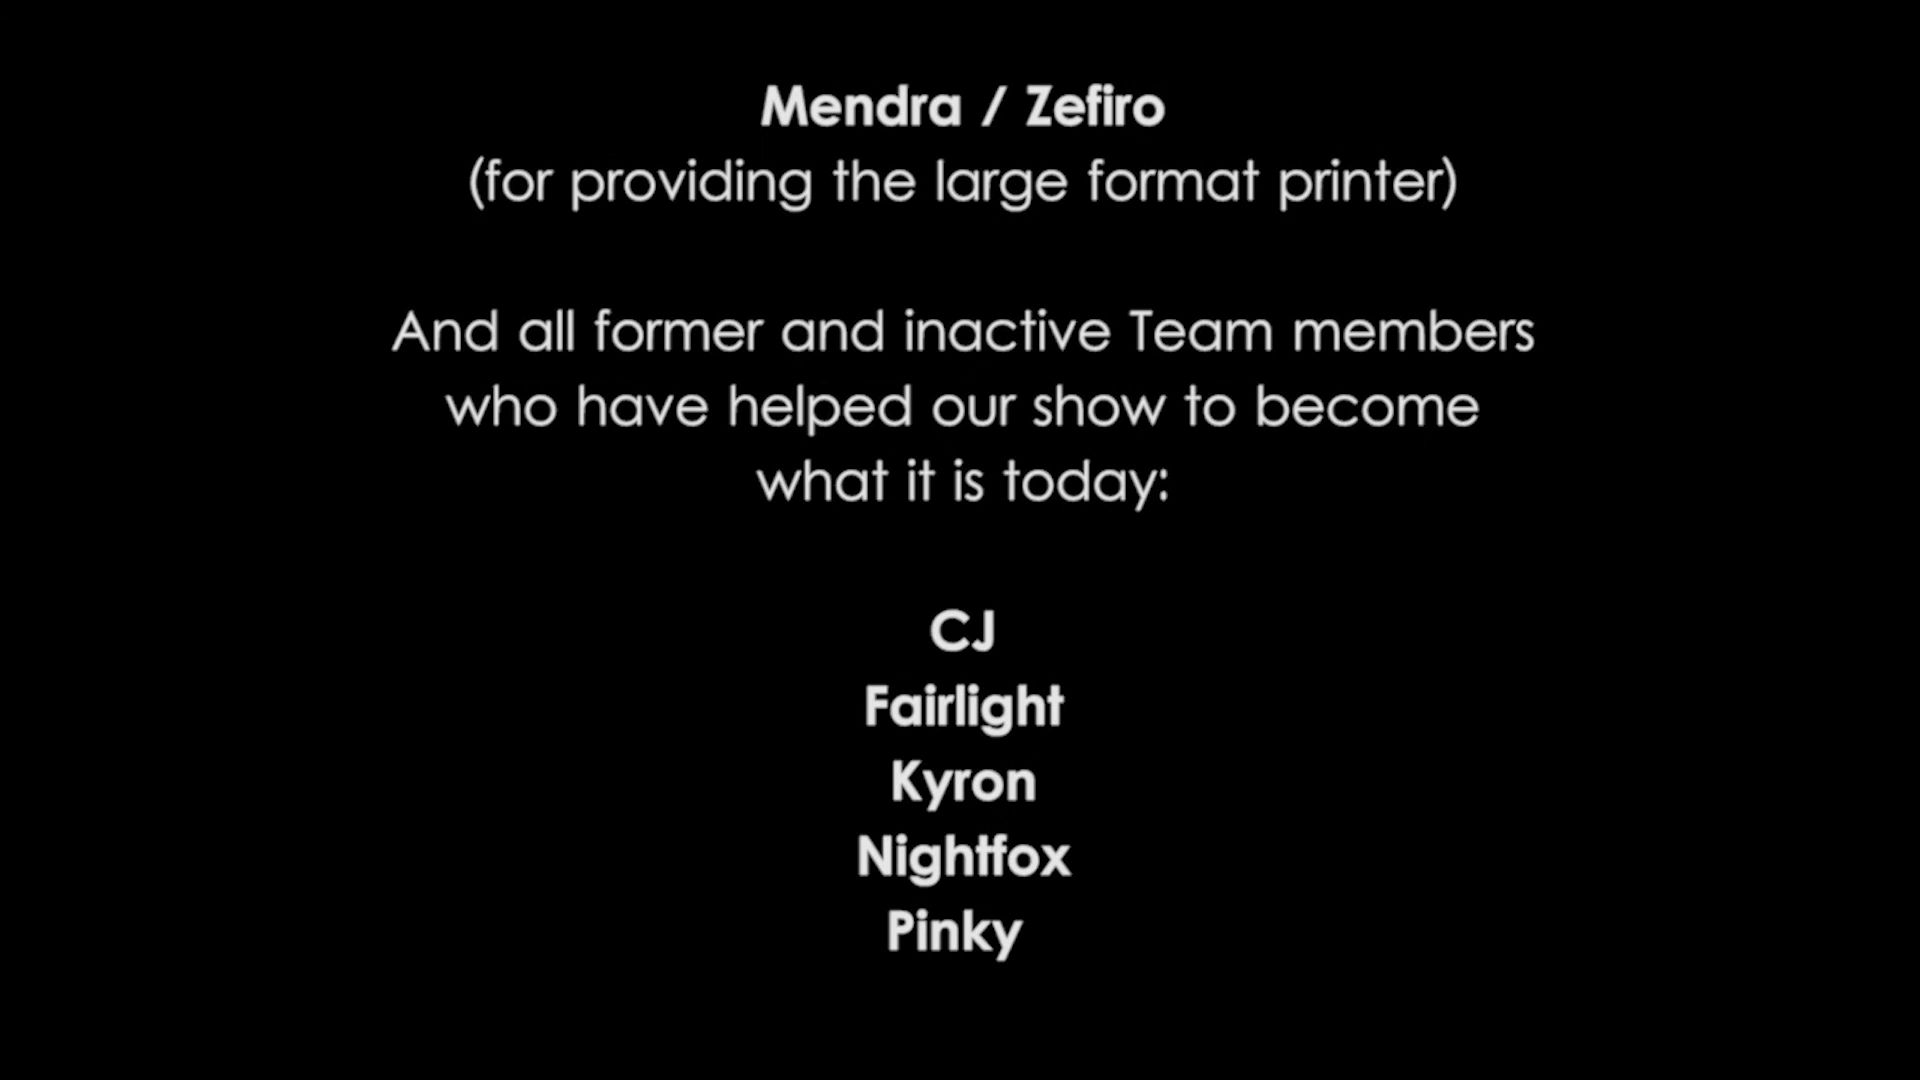 Mendra / Zefiro
(for providing the large format printer)
And all former and inactive Team members
who have helped our show to become
what it is today:
CJ
Fairlight
Kyron
Nightfox
Pinky